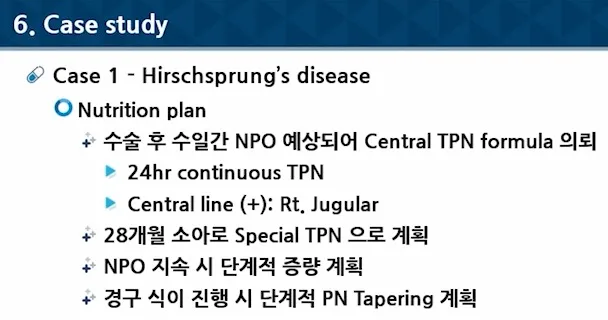 6. Case study
Case 1 - Hirschsprung's disease
Nutrition plan
수술 후 수일간 NPO 예상되어 Central TPN formula 의뢰
24hr continuous TPN
Central line (+): Rt. Jugular
28개월 소아로 Special TPN 으로 계획
NPO 지속 시 단계적 증량 계획
경구 식이 진행 시 단계적 PN Tapering 계획